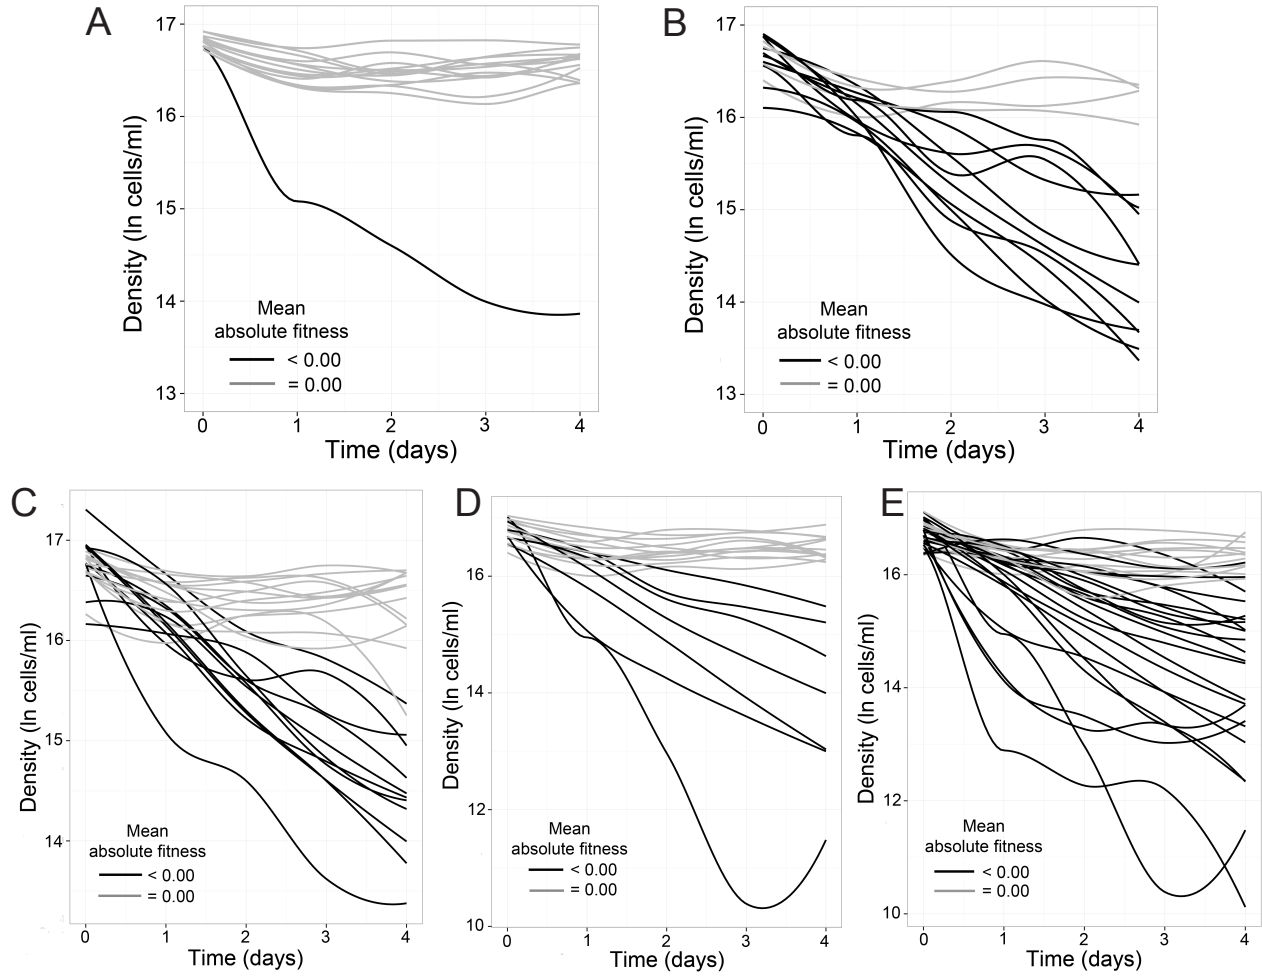 A
17
16
15
14
13
Density (ln cells/ml)
Mean
absolute fitness
< 0.00
= 0.00
0 1 2 3 4
Time (days)
B
17
16
15
14
13
Density (ln cells/ml)
Mean
absolute fitness
< 0.00
= 0.00
0 1 2 3 4
Time (days)
C
17
16
15
14
Density (ln cells/ml)
Mean
absolute fitness
< 0.00
= 0.00
0 1 2 3 4
Time (days)
D
16
14
12
10
Density (ln cells/ml)
Mean
absolute fitness
< 0.00
= 0.00
0 1 2 3 4
Time (days)
E
16
14
12
10
Density (ln cells/ml)
Mean
absolute fitness
< 0.00
= 0.00
0 1 2 3 4
Time (days)